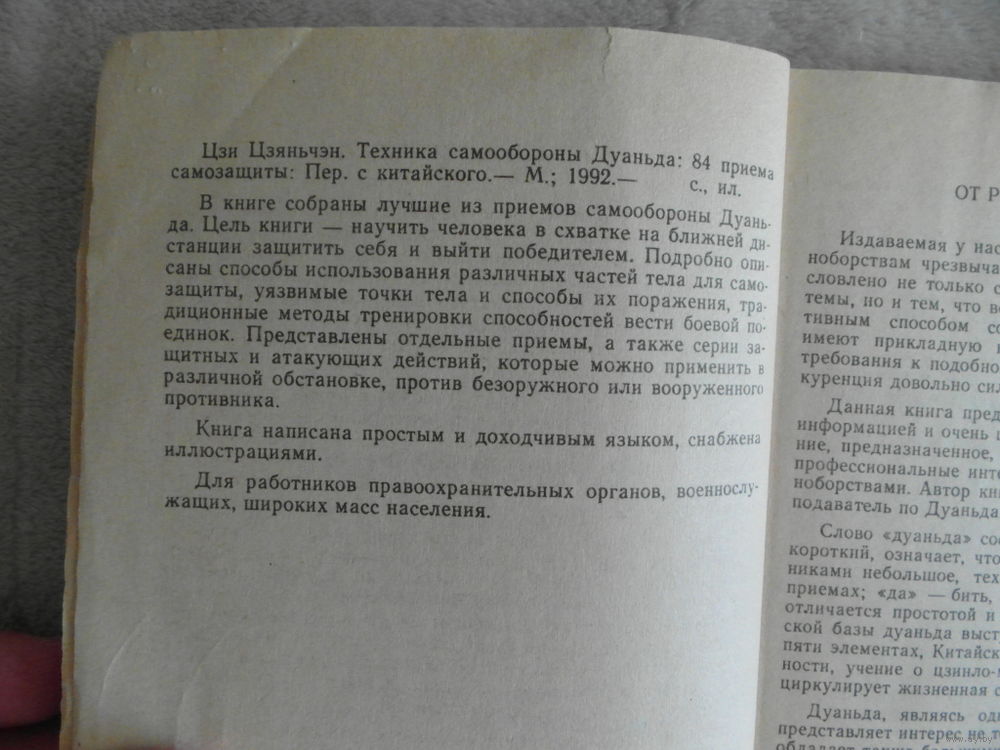 Цзи Цзяньчэн. Техника самообороны Дуаньда: 84 приема
самозащиты: Пер. с китайского.— М.; 1992.— с., ил.
В книге собраны лучшие из приемов самообороны Дуань-
да. Цель книги — научить человека в схватке на ближней ди-
станции защитить себя и выйти победителем. Подробно опи-
саны способы использования различных частей тела для само-
защиты, уязвимые точки тела и способы их поражения, тра-
диционные методы тренировки способностей вести боевой по-
единок. Представлены отдельные приемы, а также серии за-
щитных и атакующих действий, которые можно применить в
различной обстановке, против безоружного или вооруженного
противника.
Книга написана простым и доходчивым языком, снабжена
иллюстрациями.
Для работников правоохранительных органов, военнослу-
жащих, широких масс населения.
ОТ Р
Издаваемая у нас
ноборствам чрезвыча
словлено не только с
темы, но и тем, что
тивным способом со
имеют прикладную
требования к подобно
куренция довольно сил
Данная книга пред
информацией и очень
ние, предназначенное,
профессиональные инте
ноборствами. Автор кни
подаватель по Дуаньда
Слово «дуаньда» сос
короткий, означает, что
никами небольшое, тех
приемах; «да» — бить,
отличается простотой и
ской базы дуаньда выст
пяти элементах, Китайск
ности, учение о цзинло-
циркулирует жизненная с
Дуаньда, являясь од
представляет интерес не т